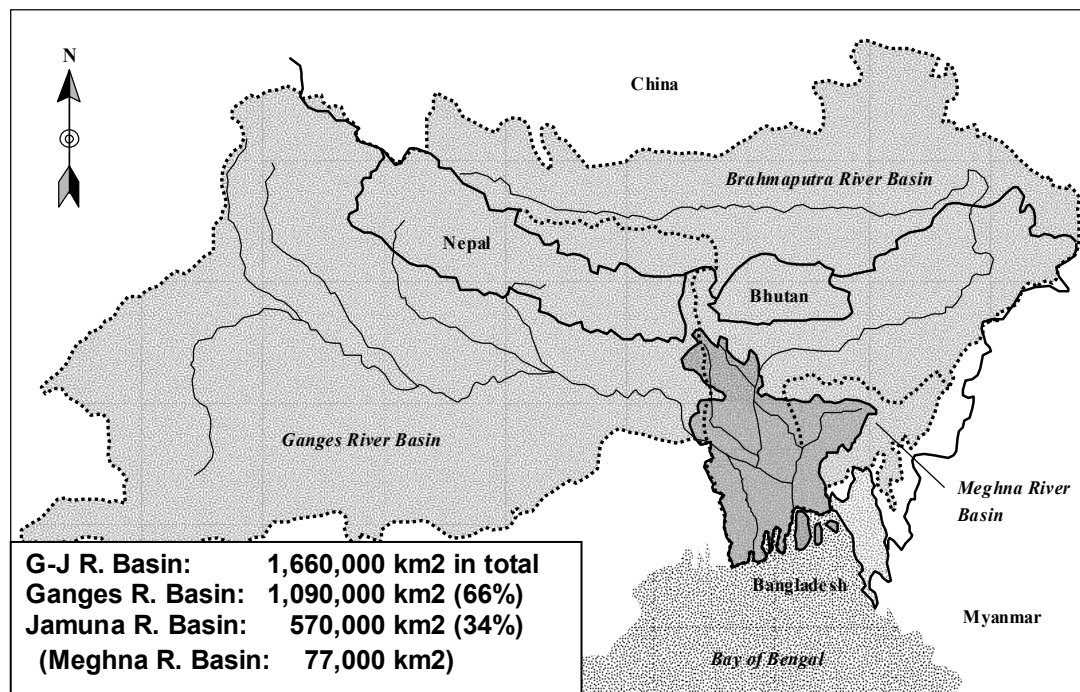 N
China
Brahmaputra River Basin
Nepal
Bhutan
Ganges River Basin
Meghna River
Basin
G-J R. Basin: 1,660,000 km2 in total
Ganges R. Basin: 1,090,000 km2 (66%)
Jamuna R. Basin: 570,000 km2 (34%)
(Meghna R. Basin: 77,000 km2)
Bangladesh
Myanmar
Bay of Bengal